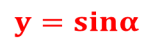 y = sinα